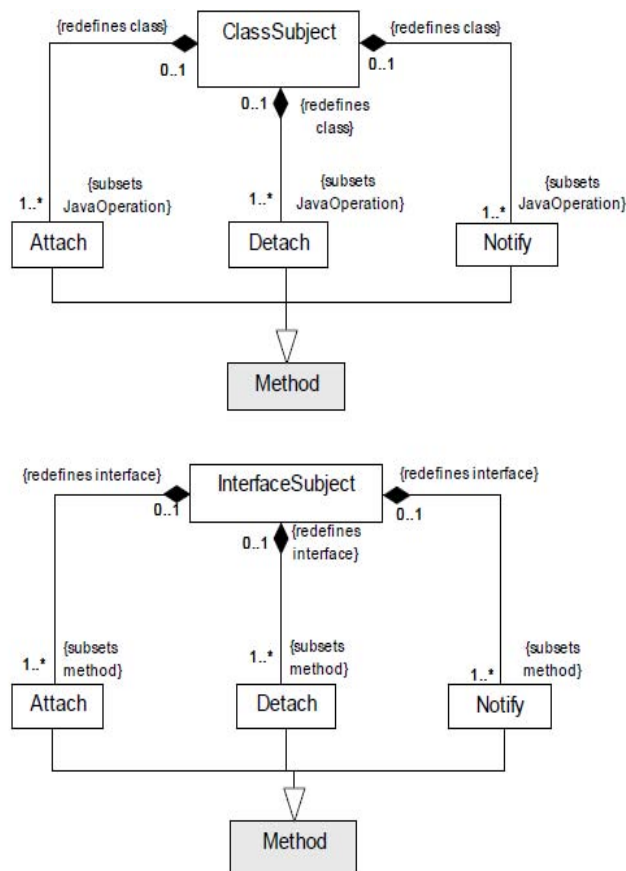 {redefines class}
ClassSubject
{redefines class}
0..1
0..1
0..1
{redefines
class}
{subsets
JavaOperation}
1..*
{subsets
JavaOperation}
1..*
{subsets
JavaOperation}
1..*
Attach
Detach
Notify
Method
{redefines interface}
InterfaceSubject
{redefines interface}
0..1
0..1
0..1
{redefines
interface}
{subsets
method}
1..*
{subsets
method}
1..*
{subsets
method}
1..*
Attach
Detach
Notify
Method